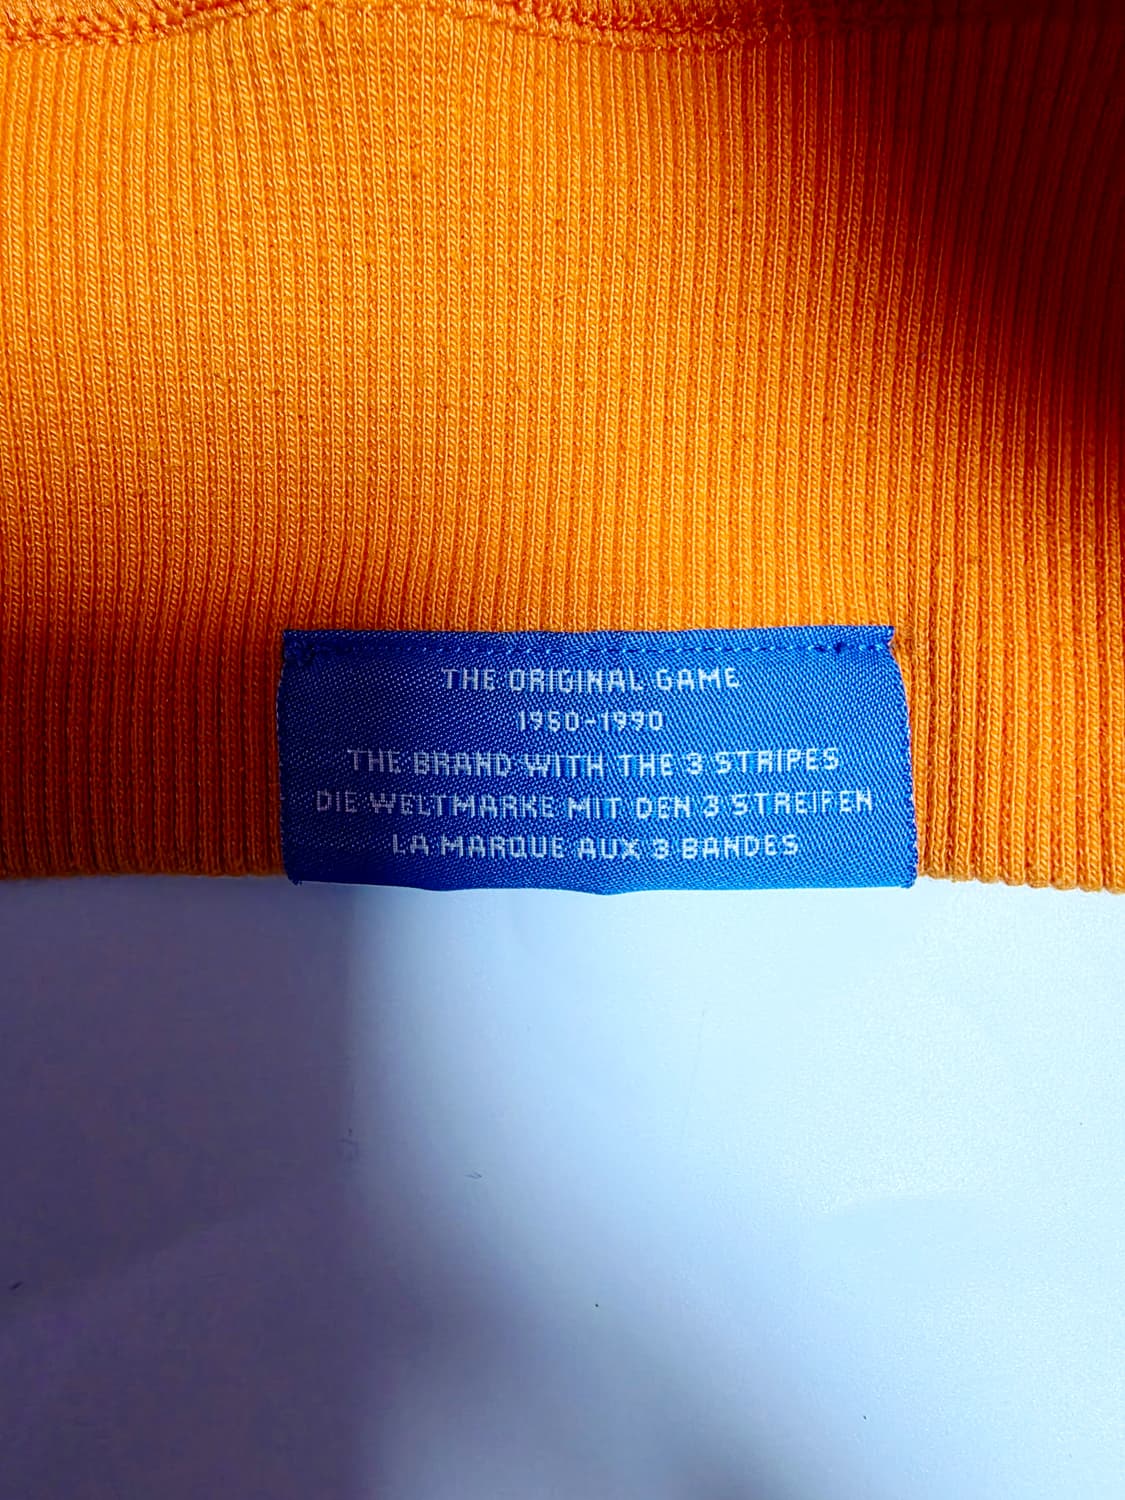 THE ORIGINAL GAME
1950-1990
THE BRAND WITH THE 3 STRIPES
DIE WELTMARKE MIT DEN 3 STREIFEN
LA MARQUE AUX 3 BANDES